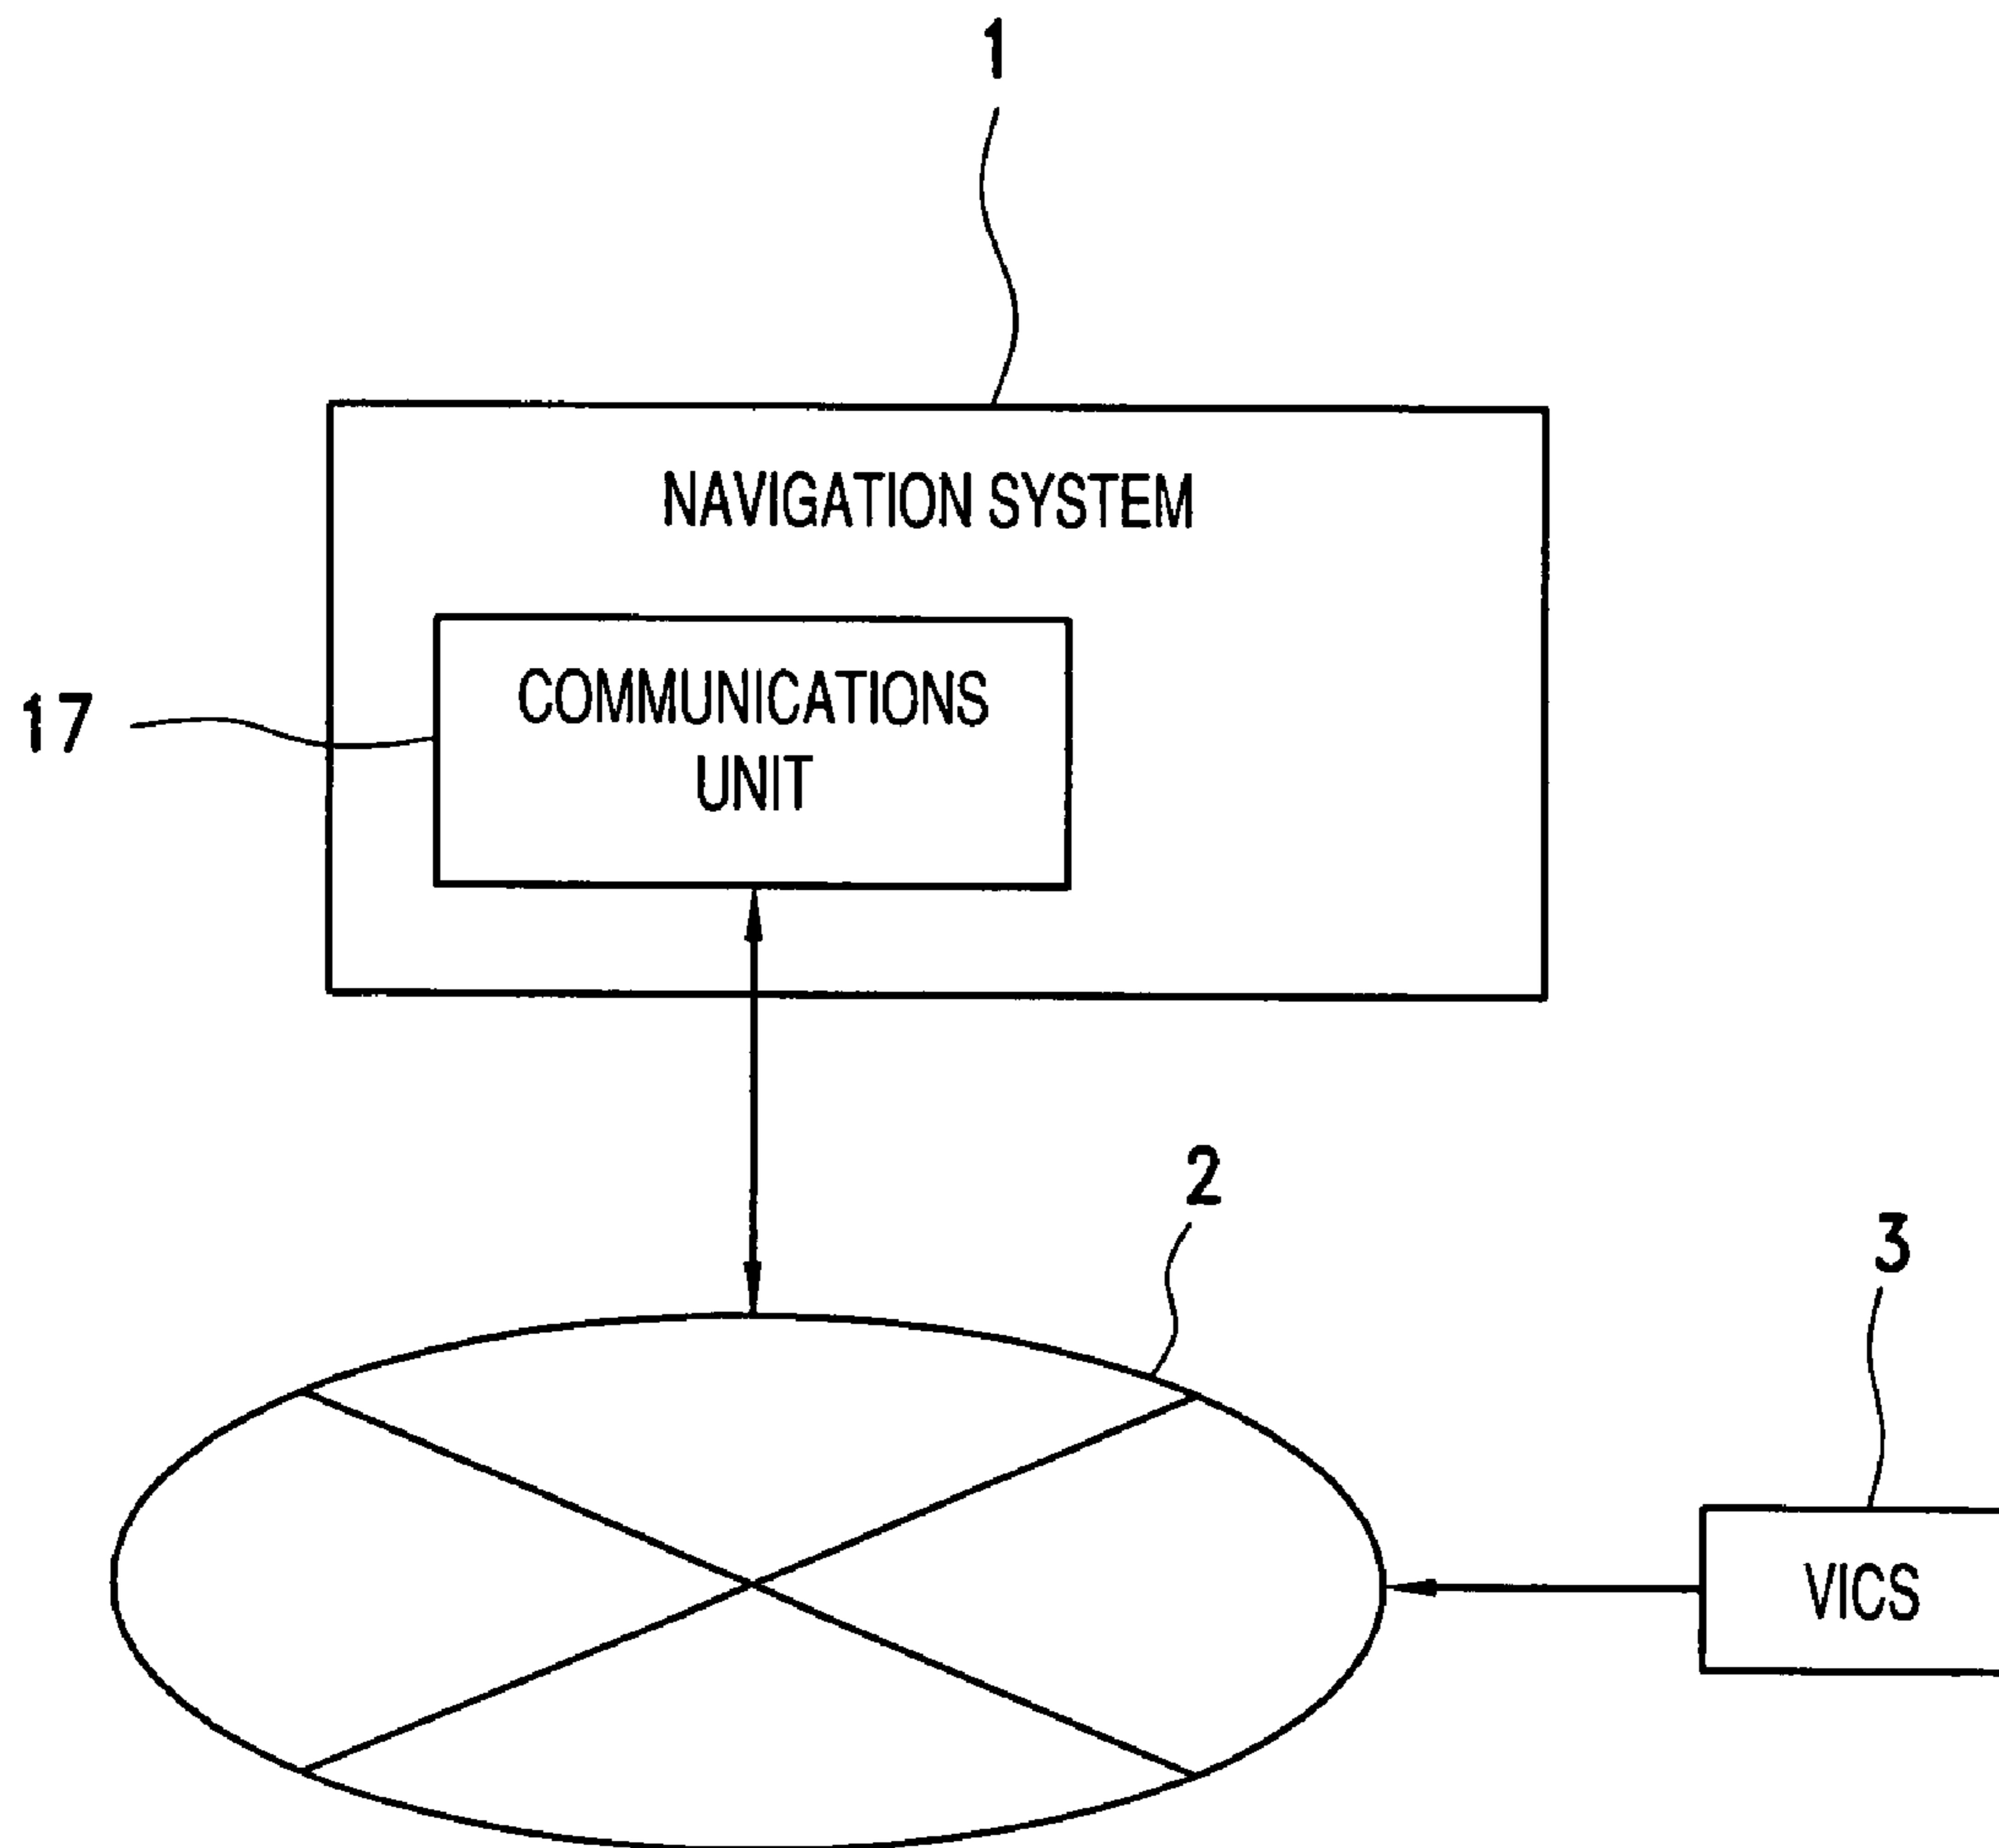 1
NAVIGATION SYSTEM
COMMUNICATIONS
UNIT
17
2
3
VICS